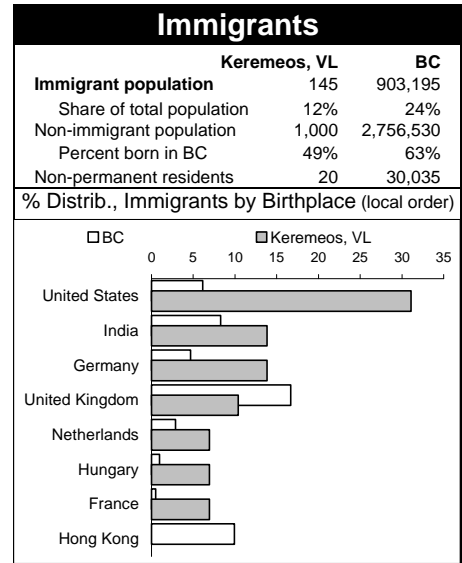 Immigrants
Keremeos, VL BC
Immigrant population 145 903,195
Share of total population 12% 24%
Non-immigrant population 1,000 2,756,530
Percent born in BC 49% 63%
Non-permanent residents 20 30,035
% Distrib., Immigrants by Birthplace (local order)
BC Keremeos, VL
0 5 10 15 20 25 30 35
United States
India
Germany
United Kingdom
Netherlands
Hungary
France
Hong Kong